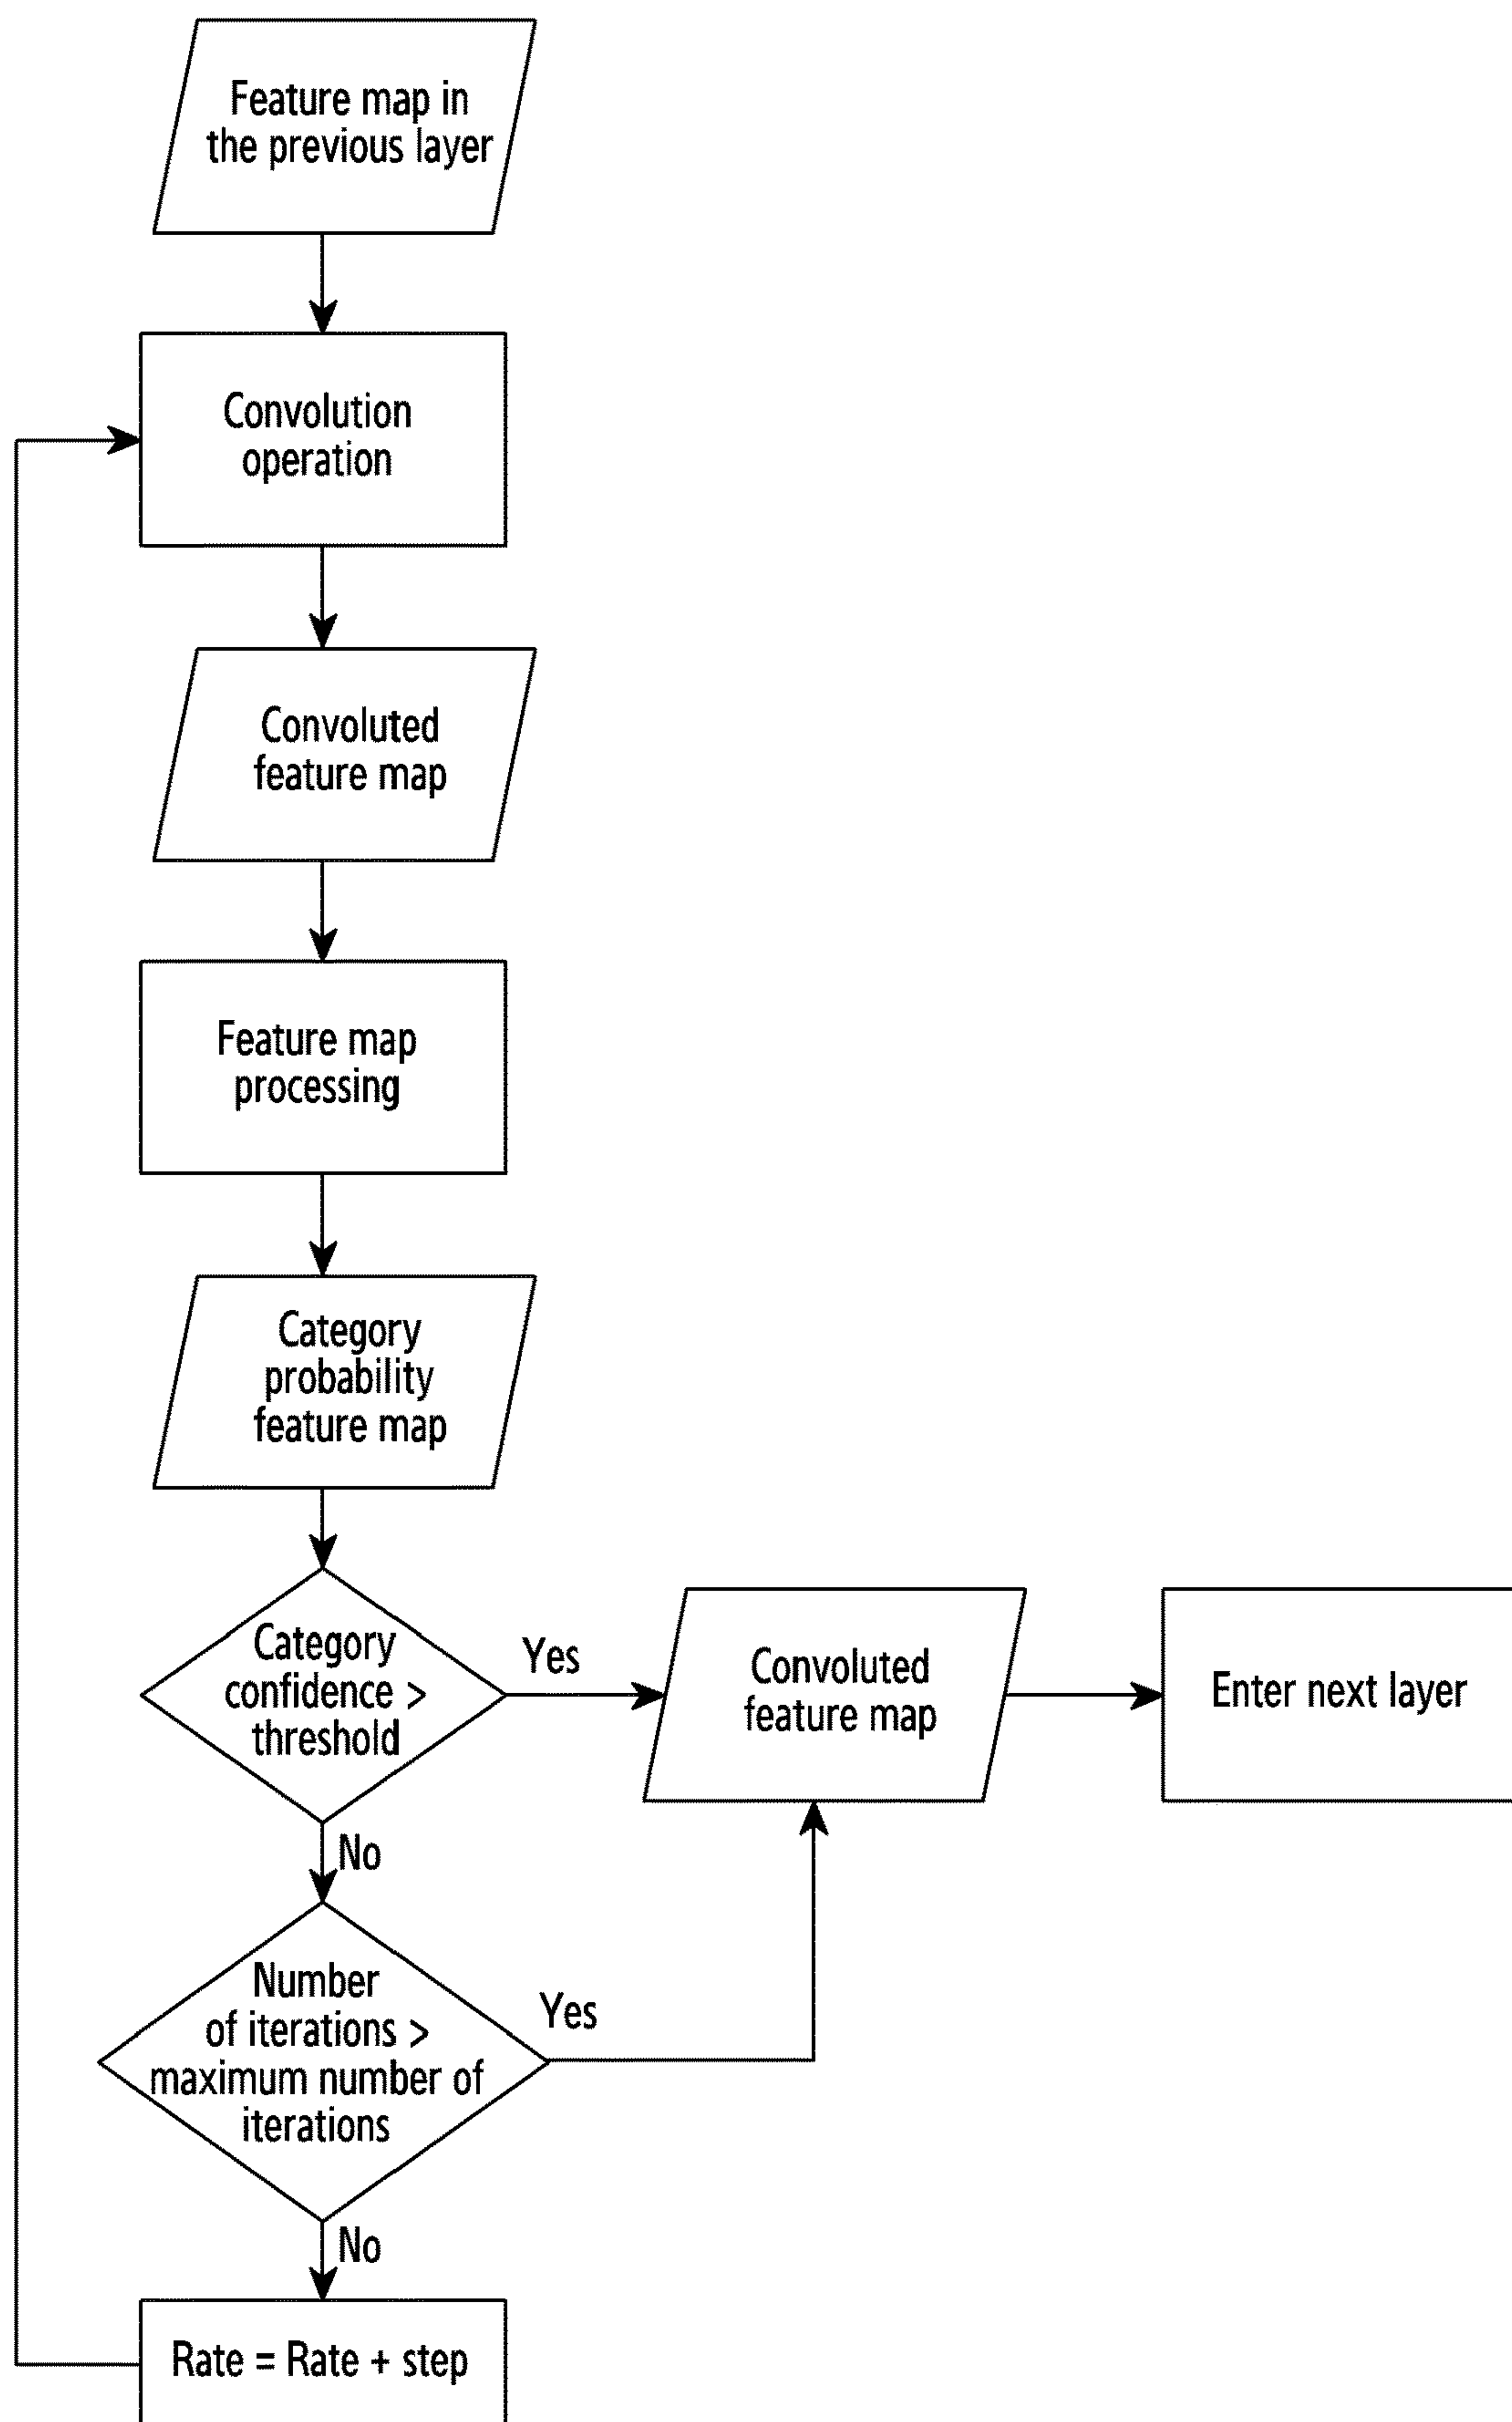 Feature map in
the previous layer
Convolution
operation
Convoluted
feature map
Feature map
processing
Category
probability
feature map
Category
confidence >
threshold
Yes
Convoluted
feature map
Enter next layer
No
Number
of iterations >
maximum number of
iterations
Yes
No
Rate = Rate + step